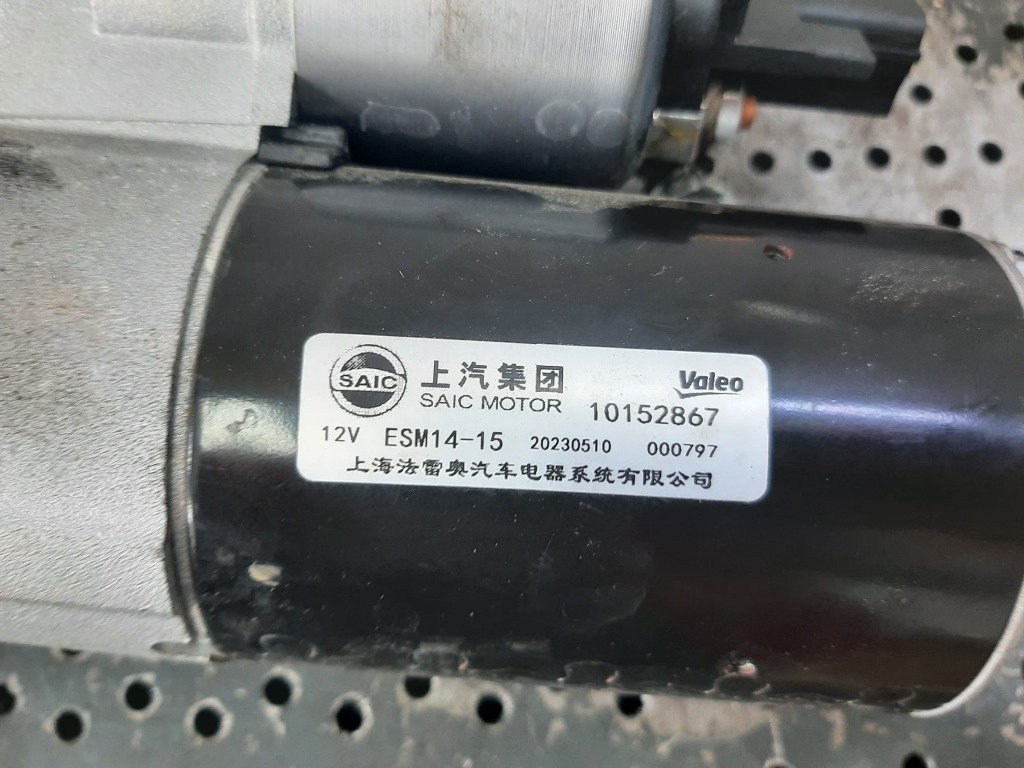 SAIC 上汽集团 Valeo
SAIC MOTOR 10152867
12V ESM14-15 20230510 000797
上海法雷奥汽车电器系统有限公司